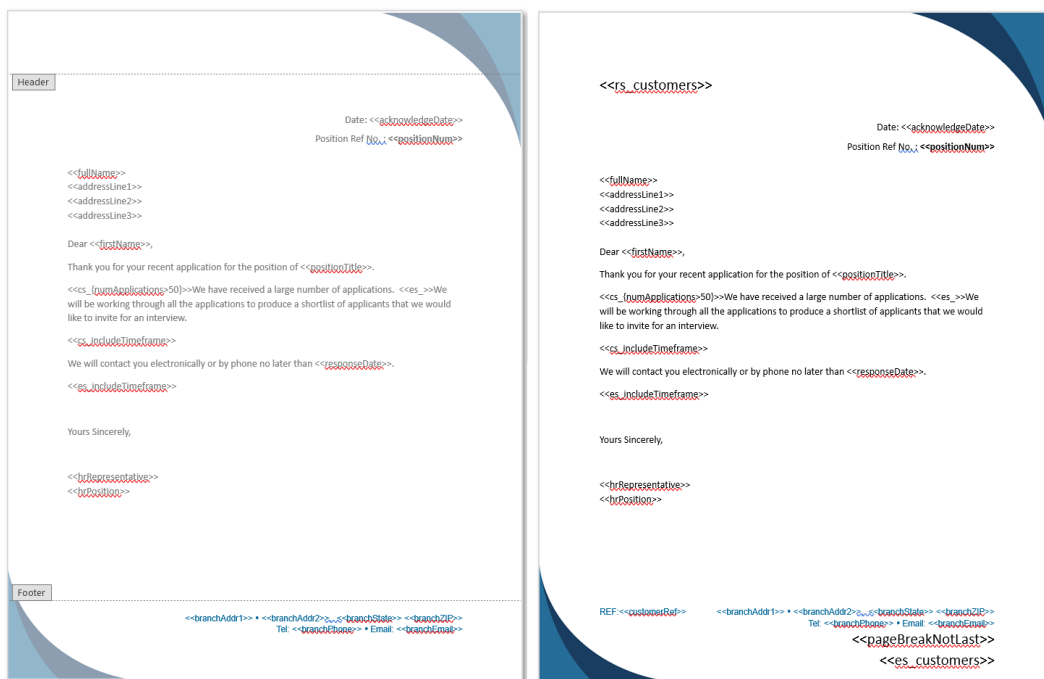 Header
Date: <<acknowledgeDate>>
Position Ref No. : <<positionNum>>
<<fullName>>
<<addressLine1>>
<<addressLine2>>
<<addressLine3>>
Dear <<firstName>>,
Thank you for your recent application for the position of <<positionTitle>>.
<<cs_{numApplications>50}>>We have received a large number of applications.  <<es_>>We
will be working through all the applications to produce a shortlist of applicants that we would
like to invite for an interview.
<<cs_includeTimeframe>>
We will contact you electronically or by phone no later than <<responseDate>>.
<<es_includeTimeframe>>
Yours Sincerely,
<<hrRepresentative>>
<<hrPosition>>
Footer
<<branchAddr1>> • <<branchAddr2>>, <<branchState>> <<branchZIP>>
Tel: <<branchPhone>> • Email: <<branchEmail>>
<<rs_customers>>
Date: <<acknowledgeDate>>
Position Ref No. : <<positionNum>>
<<fullName>>
<<addressLine1>>
<<addressLine2>>
<<addressLine3>>
Dear <<firstName>>,
Thank you for your recent application for the position of <<positionTitle>>.
<<cs_{numApplications>50}>>We have received a large number of applications.  <<es_>>We
will be working through all the applications to produce a shortlist of applicants that we would
like to invite for an interview.
<<cs_includeTimeframe>>
We will contact you electronically or by phone no later than <<responseDate>>.
<<es_includeTimeframe>>
Yours Sincerely,
<<hrRepresentative>>
<<hrPosition>>
REF:<<customerRef>> <<branchAddr1>> • <<branchAddr2>>, <<branchState>> <<branchZIP>>
Tel: <<branchPhone>> • Email: <<branchEmail>>
<<pageBreakNotLast>>
<<es_customers>>